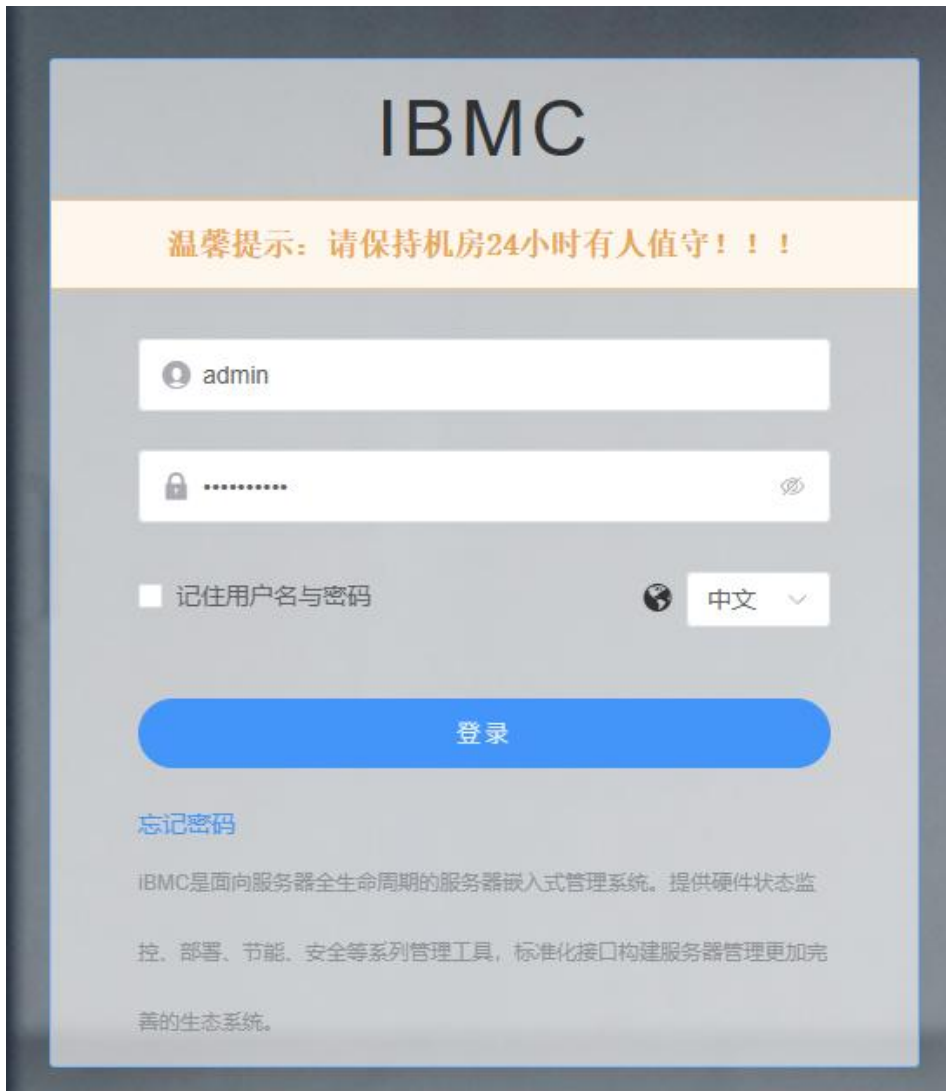 IBMC
温馨提示：请保持机房24小时有人值守！！！
admin
••••••••••
记住用户名与密码
中文
登录
忘记密码
iBMC是面向服务器全生命周期的服务器嵌入式管理系统。提供硬件状态监
控、部署、节能、安全等系列管理工具，标准化接口构建服务器管理更加完
善的生态系统。